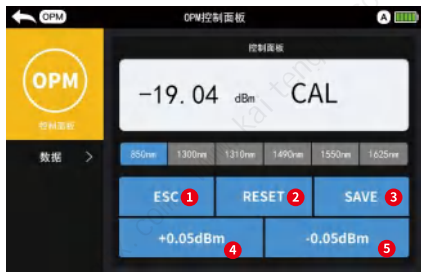 OPM
OPM控制面板
A
OPM
控制面板
数据 >
控制面板
-19.04 dBm CAL
850nm 1300nm 1310nm 1490nm 1550nm 1625nm
ESC 1 RESET 2 SAVE 3
+0.05dBm 4 -0.05dBm 5